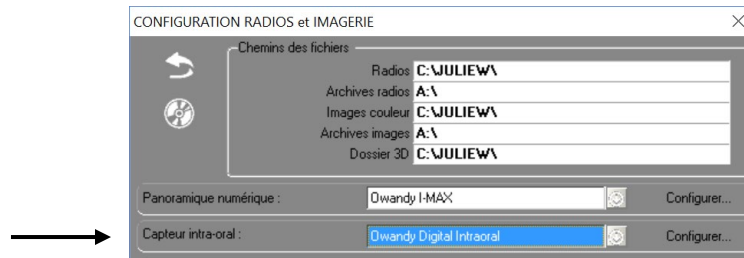 CONFIGURATION RADIOS et IMAGERIE
Chemins des fichiers
Radios C:\JULIEW\
Archives radios A:\
Images couleur C:\JULIEW\
Archives images A:\
Dossier 3D C:\JULIEW\
Panoramique numérique : Owandy I-MAX Configurer...
Capteur intra-oral : Owandy Digital Intraoral Configurer...